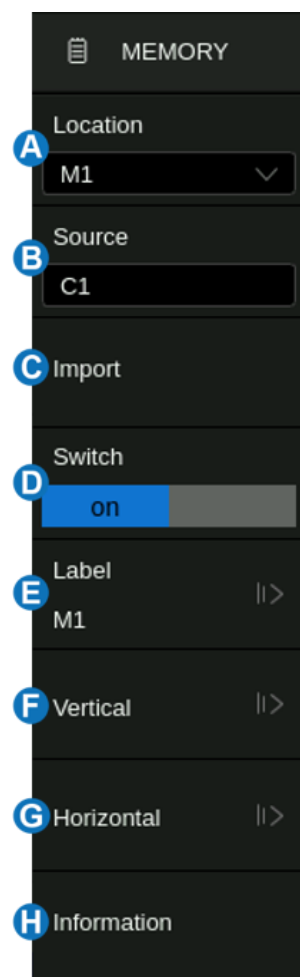 MEMORY
Location
A
M1
Source
B
C1
C Import
Switch
D
on
Label
E
M1
F Vertical
G Horizontal
H Information